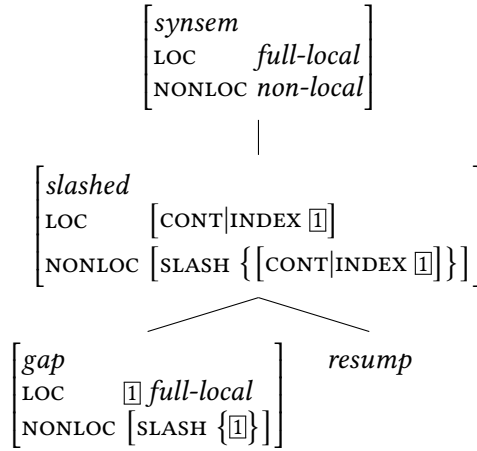 synsem
LOC full-local
NONLOC non-local
slashed
LOC [CONT|INDEX 1]
NONLOC [SLASH {[CONT|INDEX 1]}]
gap resump
LOC 1 full-local
NONLOC [SLASH {1}]